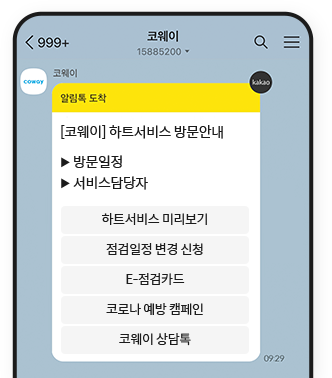 999+
코웨이
15885200
coway
코웨이
kakao
알림톡 도착
[코웨이] 하트서비스 방문안내
▶ 방문일정
▶ 서비스담당자
하트서비스 미리보기
점검일정 변경 신청
E-점검카드
코로나 예방 캠페인
코웨이 상담톡
09:29